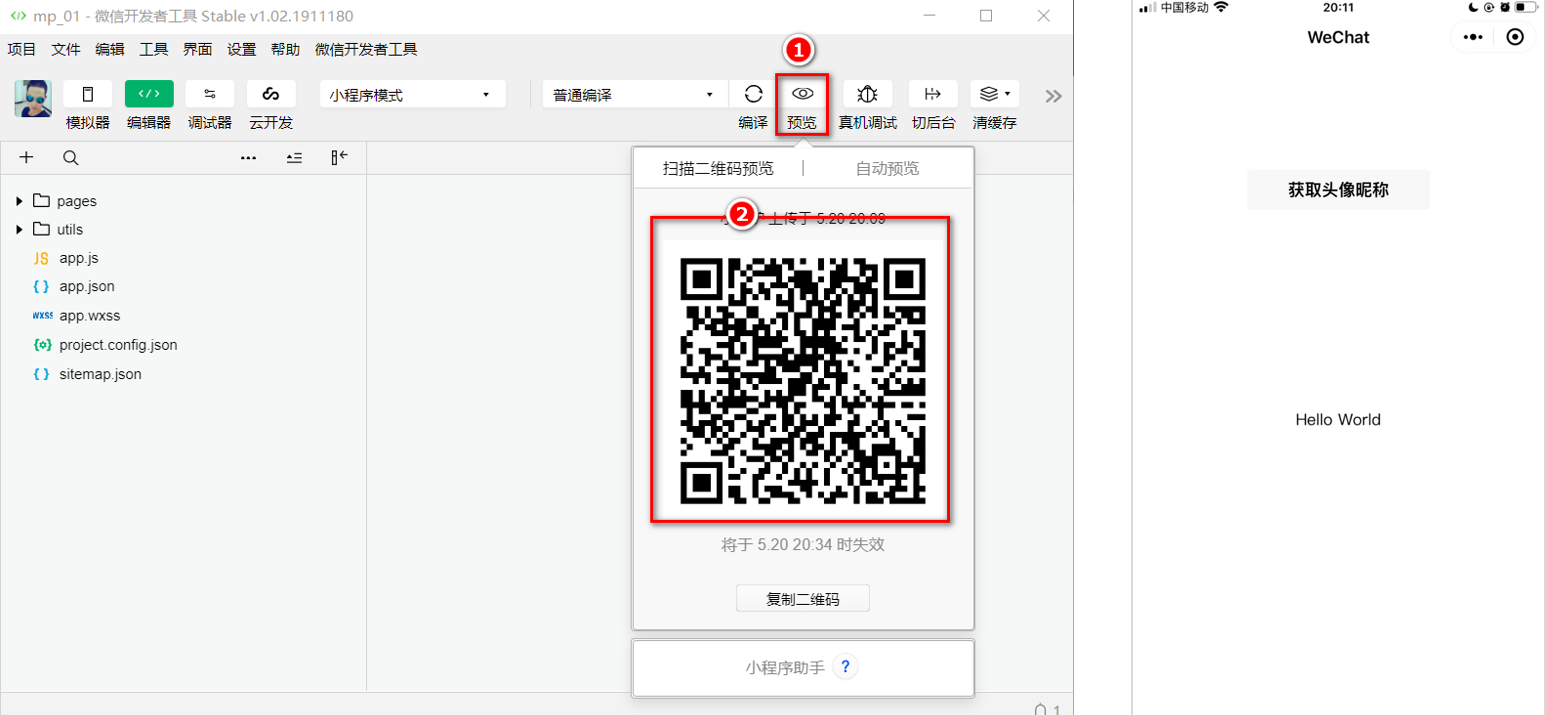 mp_01 - 微信开发者工具 Stable v1.02.1911180
项目 文件 编辑 工具 界面 设置 帮助 微信开发者工具
1
小程序模式
普通编译
模拟器 编辑器 调试器 云开发
编译 预览 真机调试 切后台 清缓存
pages
utils
JS app.js
{ } app.json
WXSS app.wxss
{o} project.config.json
{ } sitemap.json
扫描二维码预览 | 自动预览
2
上传于 5.20 20:09
将于 5.20 20:34 时失效
复制二维码
小程序助手 ?
1
中国移动 20:11
WeChat
获取头像昵称
Hello World